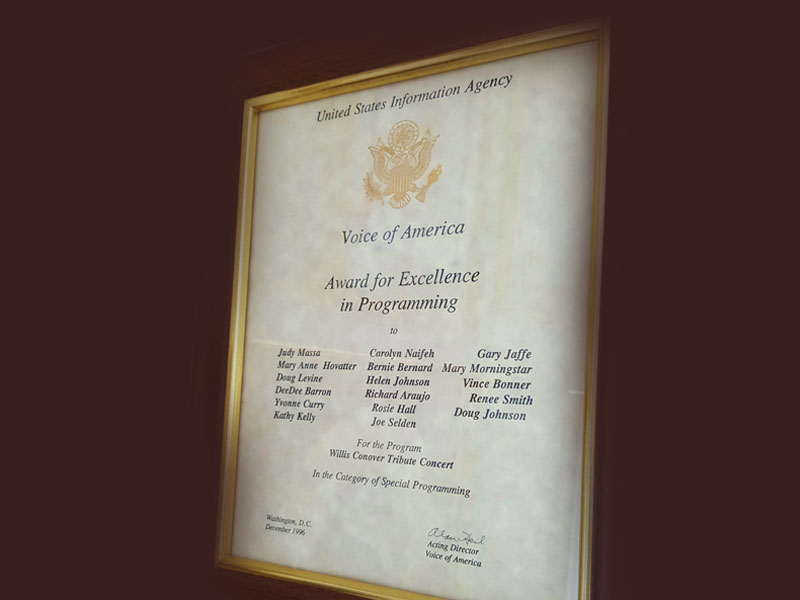 United States Information Agency
Voice of America
Award for Excellence
in Programming
to
Judy Massa
Mary Anne Hovatter
Doug Levine
DeeDee Barron
Yvonne Curry
Kathy Kelly
Carolyn Naifeh
Bernie Bernard
Helen Johnson
Richard Araujo
Rosie Hall
Joe Selden
Gary Jaffe
Mary Morningstar
Vince Bonner
Renee Smith
Doug Johnson
For the Program
Willis Conover Tribute Concert
In the Category of Special Programming
Washington, D.C.
December 1996
Alan Heil
Acting Director
Voice of America